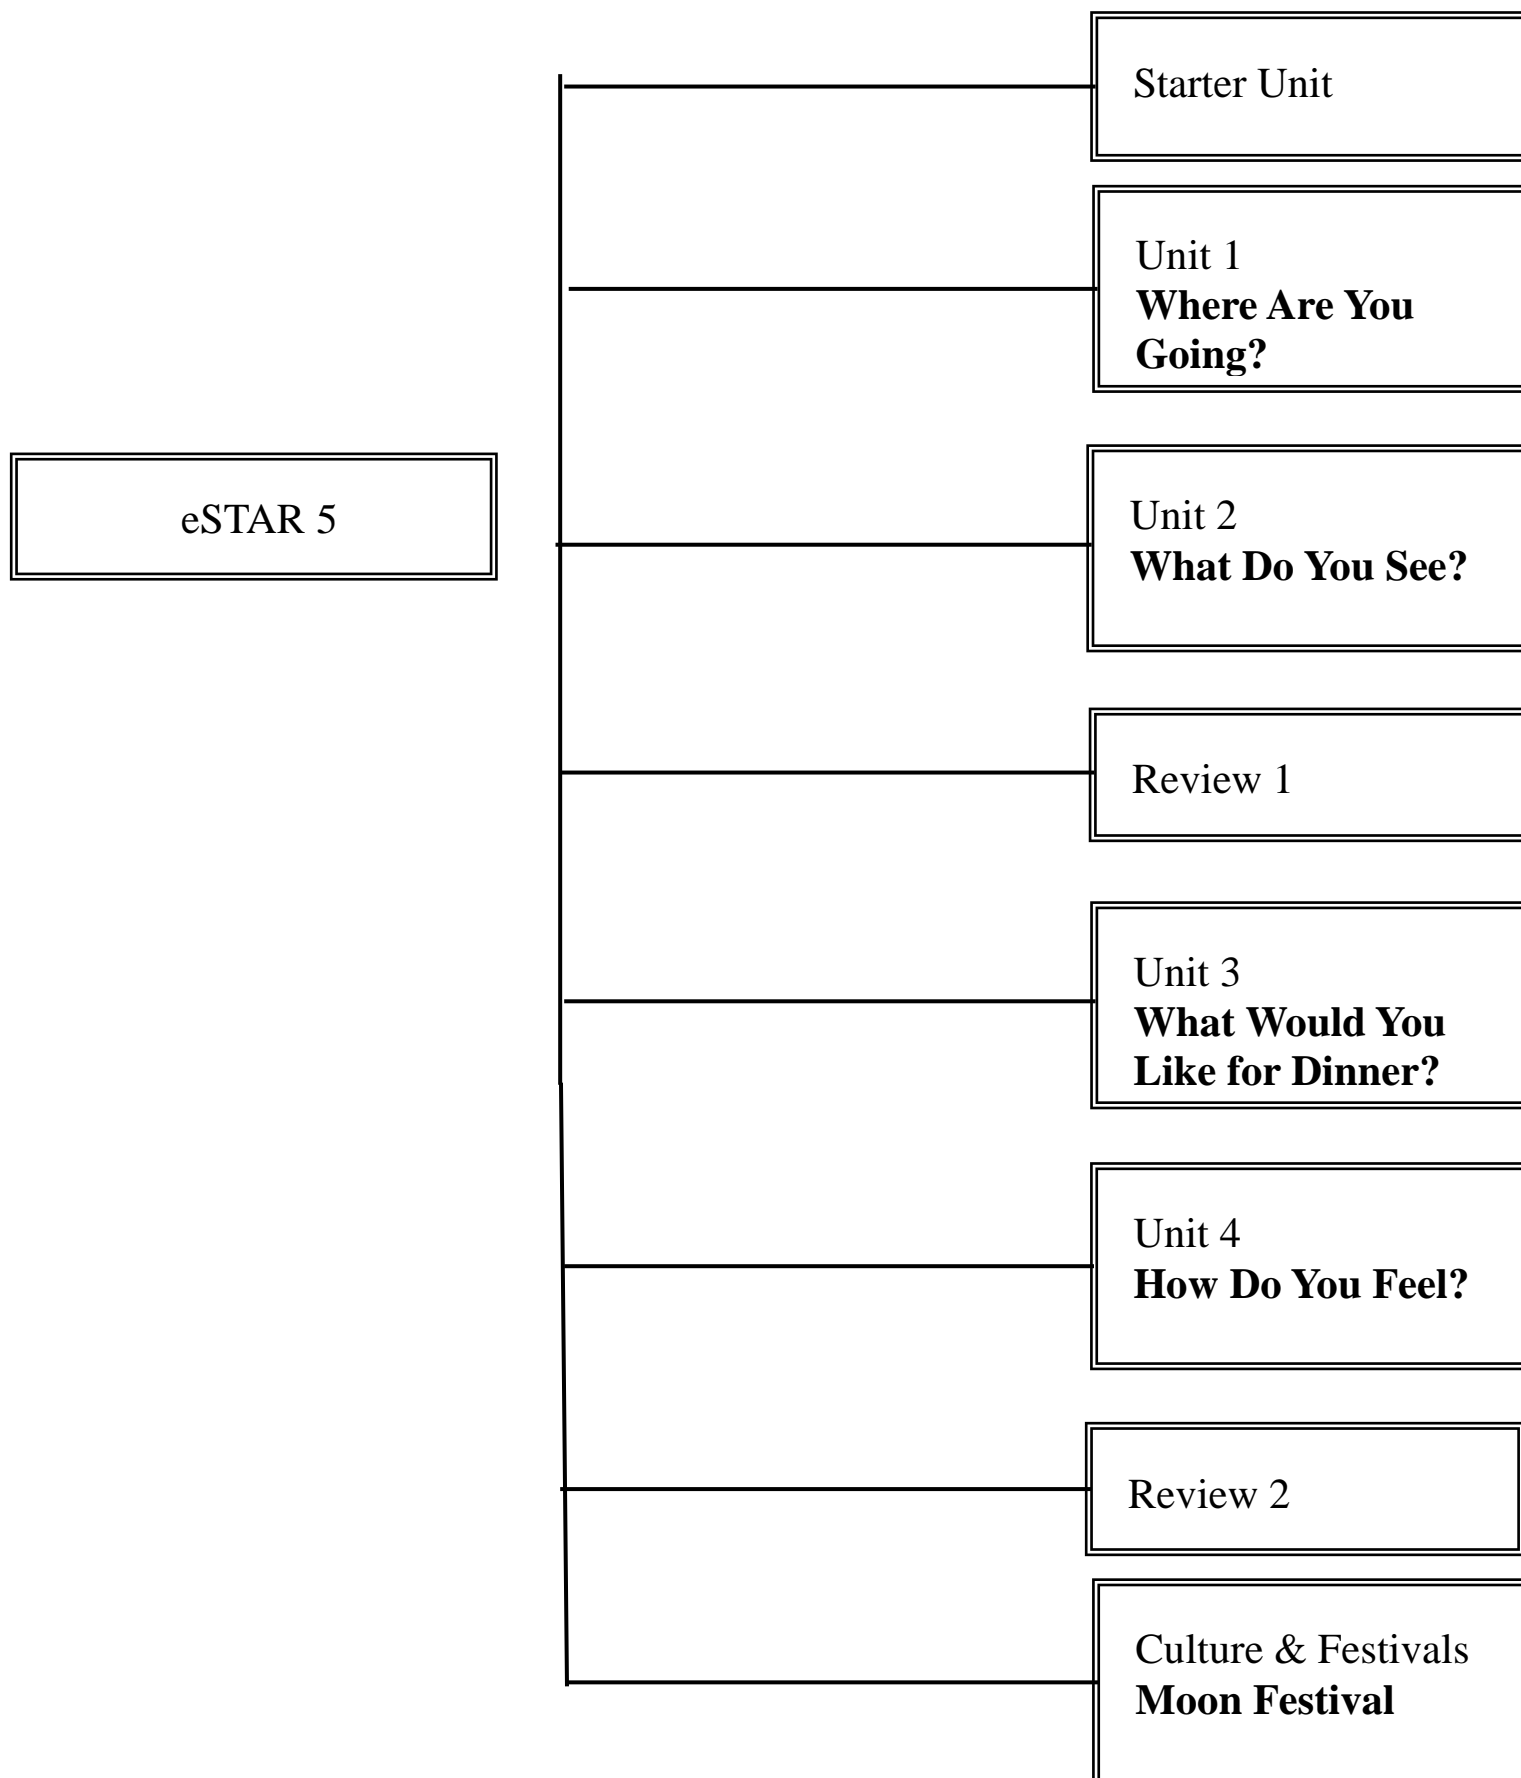 Starter Unit
Unit 1
Where Are You
Going?
eSTAR 5
Unit 2
What Do You See?
Review 1
Unit 3
What Would You
Like for Dinner?
Unit 4
How Do You Feel?
Review 2
Culture & Festivals
Moon Festival